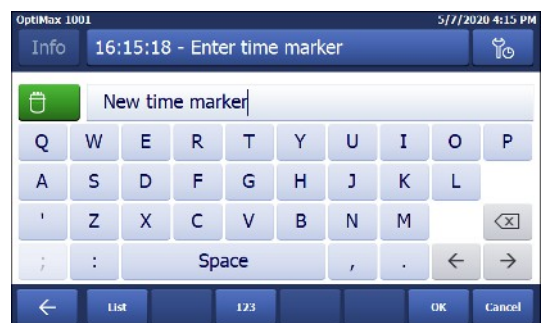 OptiMax 1001 5/7/2020 4:15 PM
Info 16:15:18 - Enter time marker
New time marker
Q W E R T Y U I O P
A S D F G H J K L
' Z X C V B N M
; : Space , .
List 123 OK Cancel